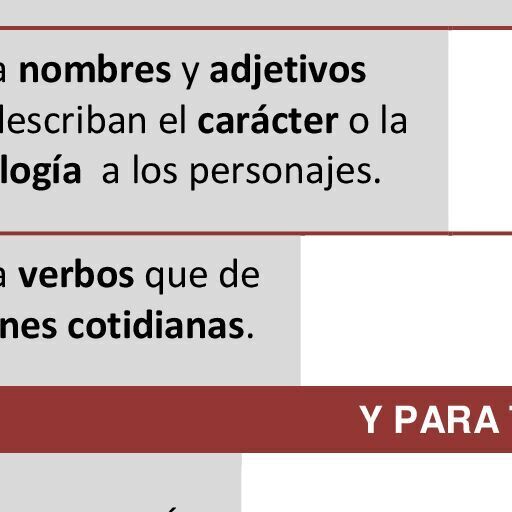 a nombres y adjetivos
describan el carácter o la
logía a los personajes.
a verbos que de
nes cotidianas.
Y PARA